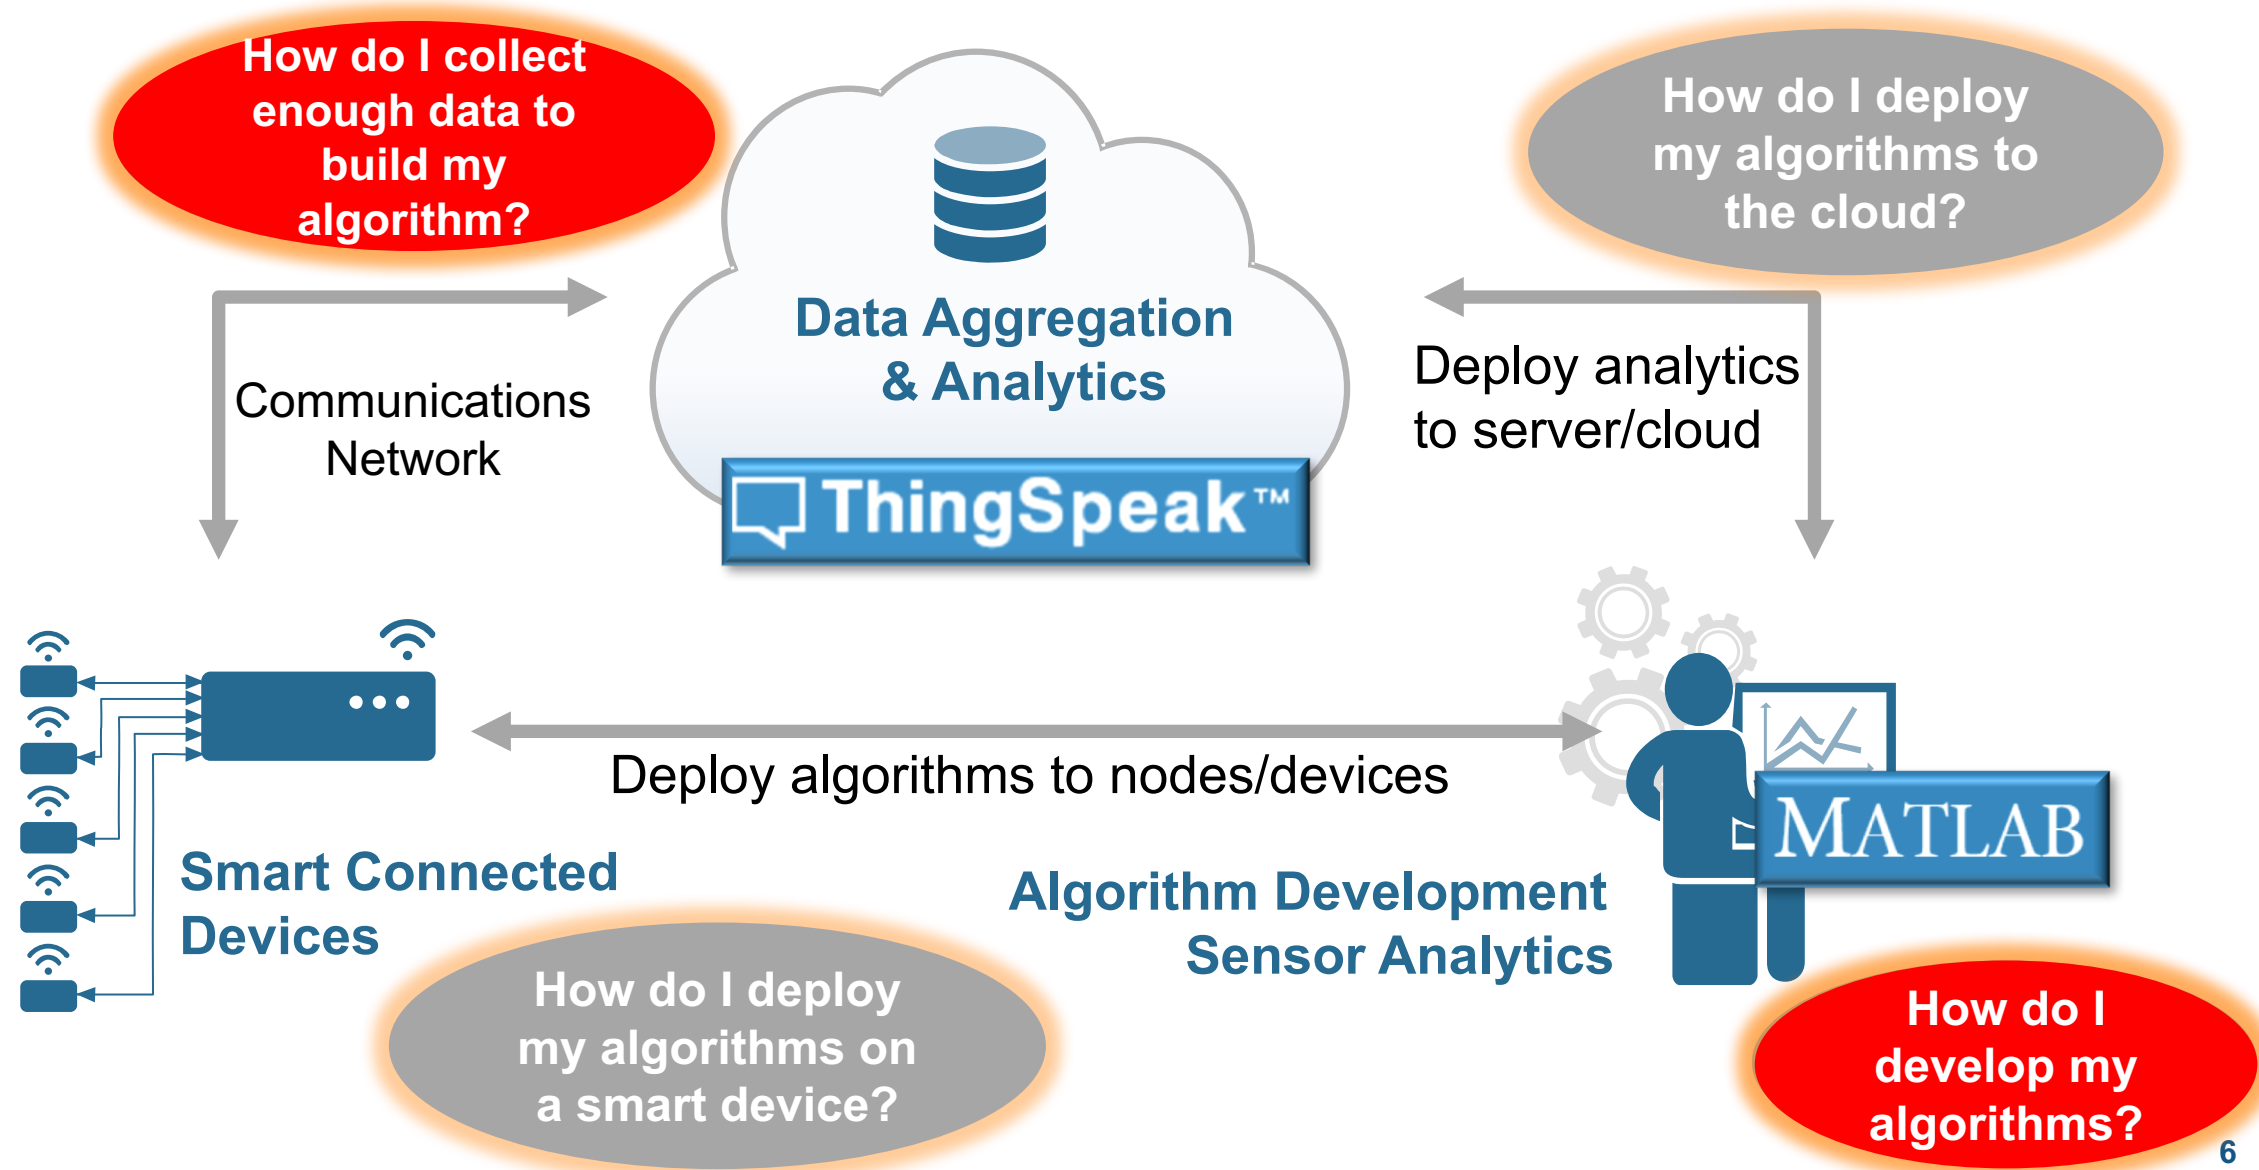 How do I collect
enough data to
build my
algorithm?
How do I deploy
my algorithms to
the cloud?
Data Aggregation
& Analytics
ThingSpeak™
Communications
Network
Deploy analytics
to server/cloud
Deploy algorithms to nodes/devices
MATLAB
Smart Connected
Devices
Algorithm Development
Sensor Analytics
How do I deploy
my algorithms on
a smart device?
How do I
develop my
algorithms?
6